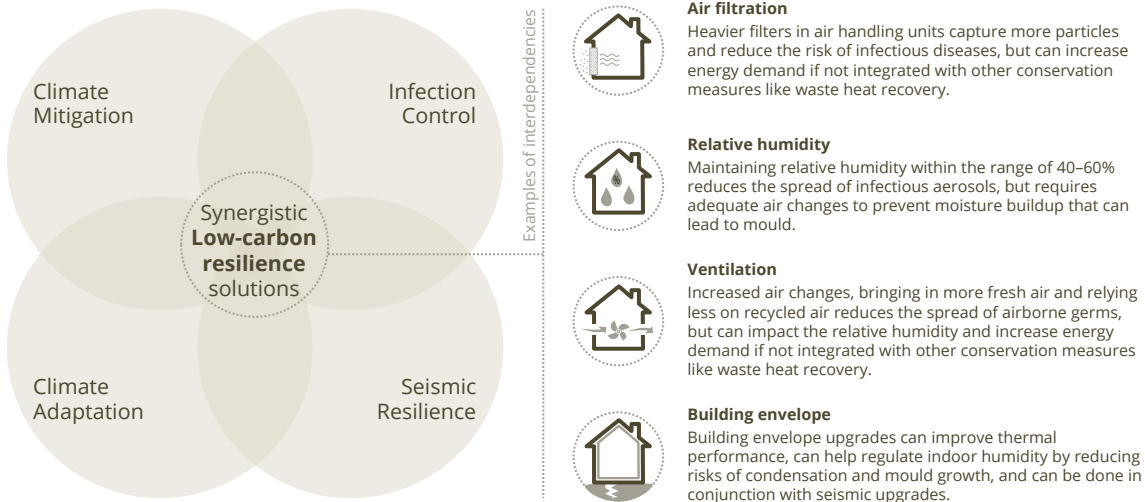 Climate
Mitigation
Infection
Control
Synergistic
Low-carbon
resilience
solutions
Climate
Adaptation
Seismic
Resilience
Examples of interdependencies
Air filtration
Heavier filters in air handling units capture more particles
and reduce the risk of infectious diseases, but can increase
energy demand if not integrated with other conservation
measures like waste heat recovery.
Relative humidity
Maintaining relative humidity within the range of 40–60%
reduces the spread of infectious aerosols, but requires
adequate air changes to prevent moisture buildup that can
lead to mould.
Ventilation
Increased air changes, bringing in more fresh air and relying
less on recycled air reduces the spread of airborne germs,
but can impact the relative humidity and increase energy
demand if not integrated with other conservation measures
like waste heat recovery.
Building envelope
Building envelope upgrades can improve thermal
performance, can help regulate indoor humidity by reducing
risks of condensation and mould growth, and can be done in
conjunction with seismic upgrades.